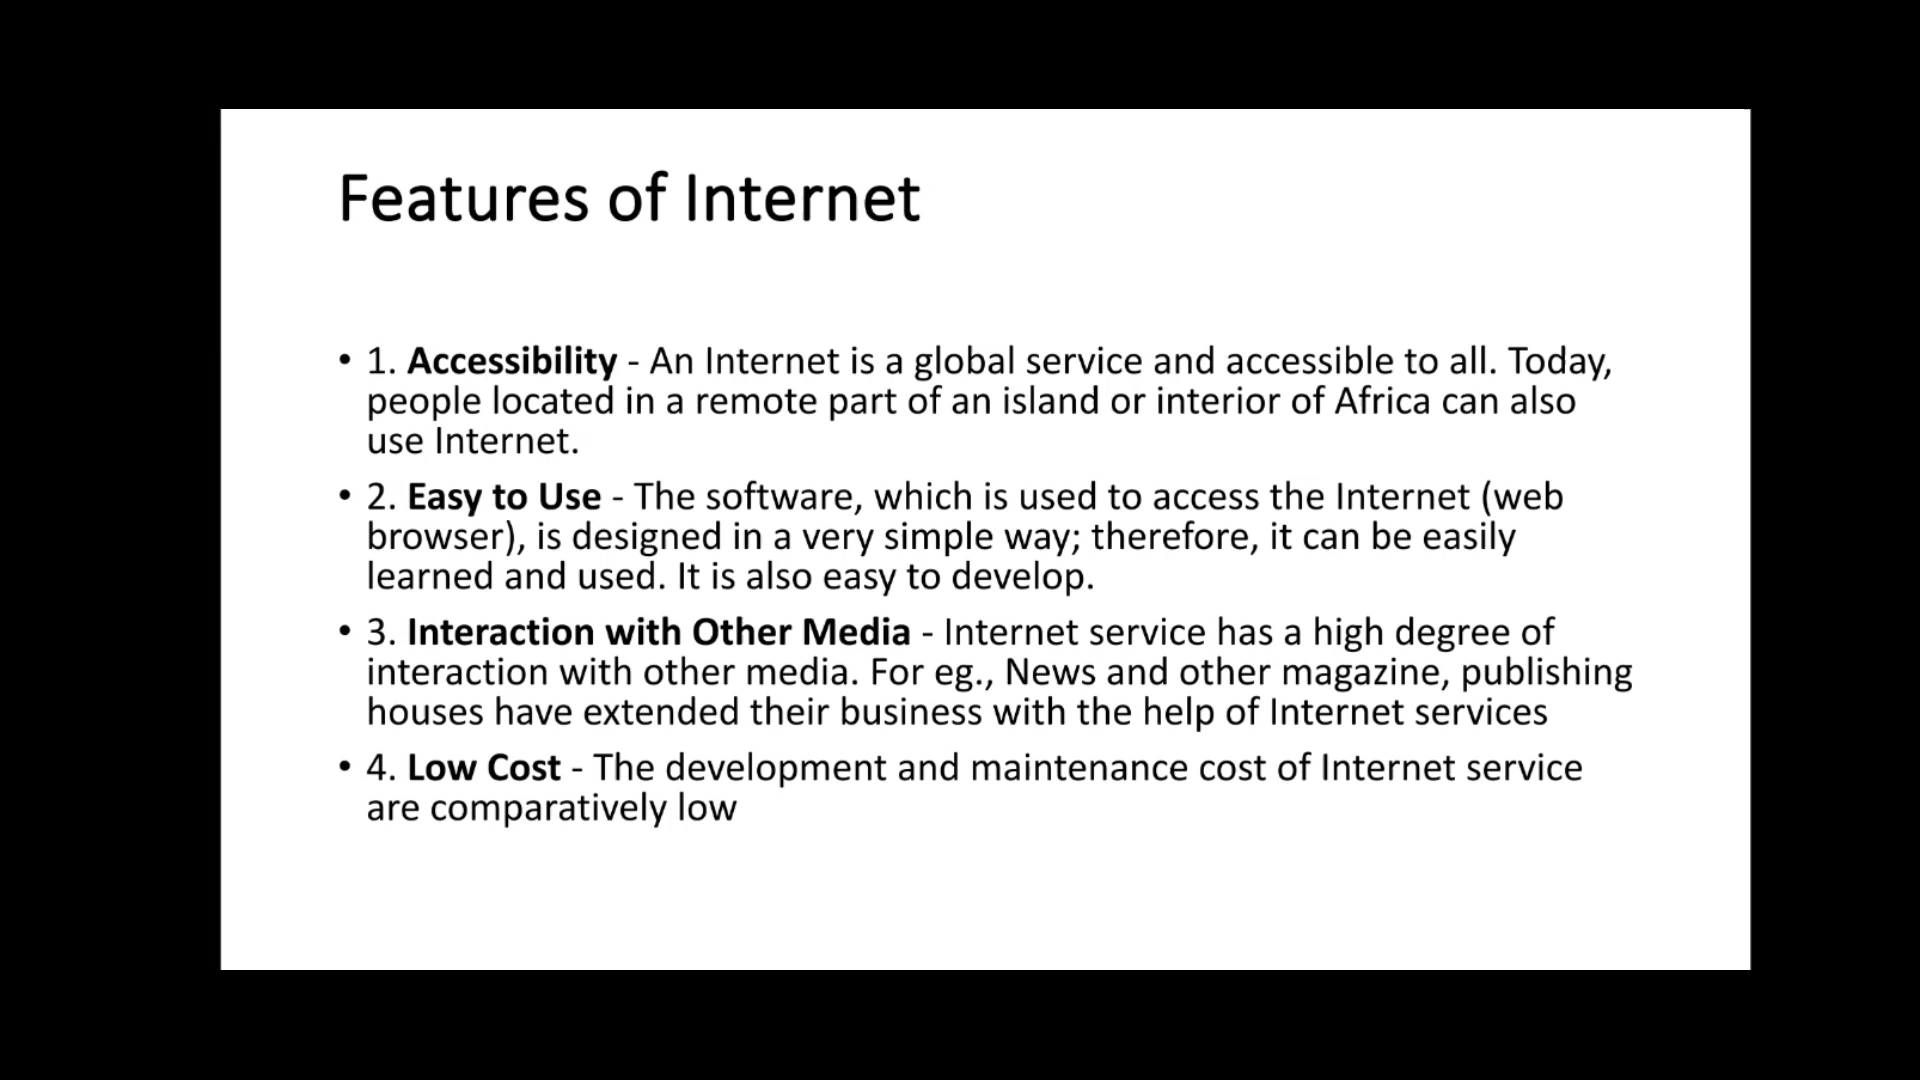 Features of Internet
• 1. Accessibility - An Internet is a global service and accessible to all. Today,
people located in a remote part of an island or interior of Africa can also
use Internet.
• 2. Easy to Use - The software, which is used to access the Internet (web
browser), is designed in a very simple way; therefore, it can be easily
learned and used. It is also easy to develop.
• 3. Interaction with Other Media - Internet service has a high degree of
interaction with other media. For eg., News and other magazine, publishing
houses have extended their business with the help of Internet services
• 4. Low Cost - The development and maintenance cost of Internet service
are comparatively low